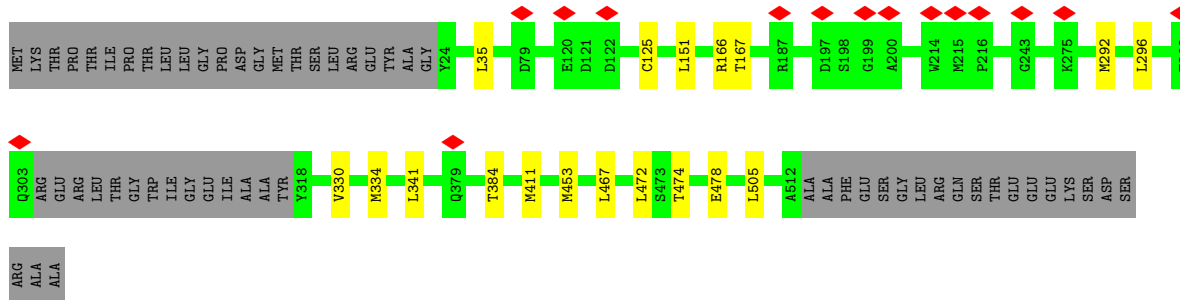 MET LYS THR PRO THR ILE PRO THR LEU LEU GLY PRO ASP GLY MET THR SER LEU ARG GLU TYR ALA GLY Y24 L35 D79 E120 D121 D122 C125 L151 R166 T167 R187 D197 S198 G199 A200 W214 M215 P216 G243 K275 M292 L296
Q303 ARG GLU ARG LEU THR GLY TRP ILE GLY GLU ILE ALA ALA TYR Y318 V330 M334 L341 Q379 T384 M411 M453 L467 L472 S473 T474 E478 L505 A512 ALA ALA PHE GLU SER GLY LEU ARG GLN SER THR GLU GLU GLU LYS SER ASP SER
ARG ALA ALA